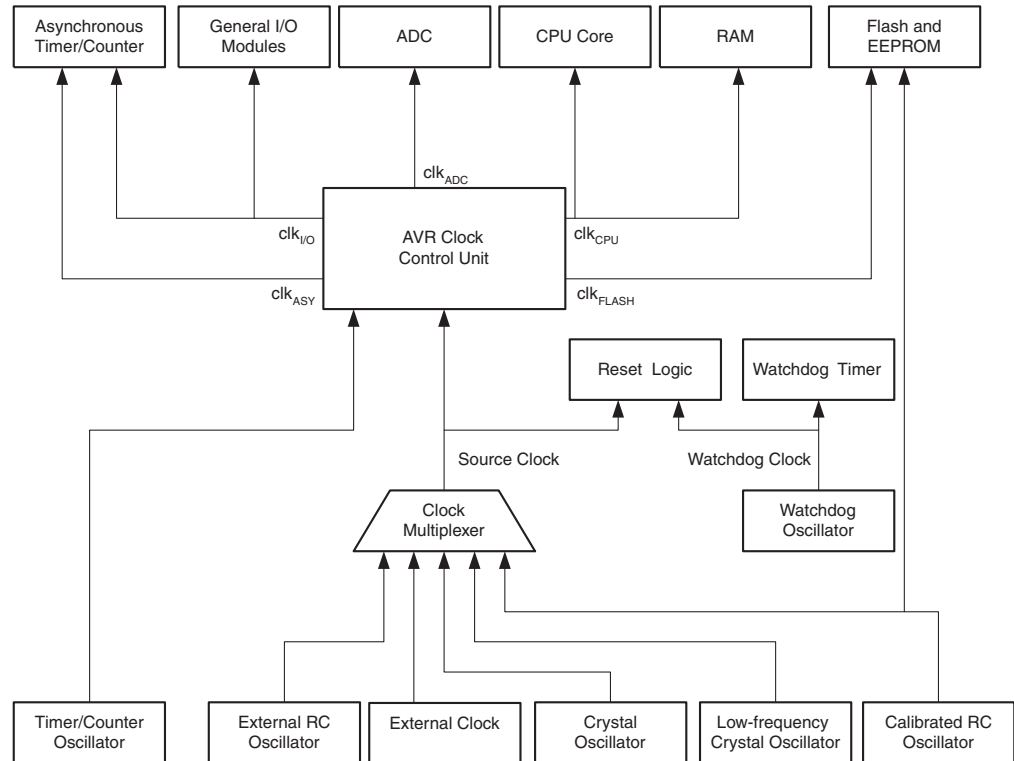 Asynchronous
Timer/Counter
General I/O
Modules
ADC
CPU Core
RAM
Flash and
EEPROM
clkADC
clkI/O
AVR Clock
Control Unit
clkCPU
clkASY
clkFLASH
Reset Logic
Watchdog Timer
Source Clock
Watchdog Clock
Clock
Multiplexer
Watchdog
Oscillator
Timer/Counter
Oscillator
External RC
Oscillator
External Clock
Crystal
Oscillator
Low-frequency
Crystal Oscillator
Calibrated RC
Oscillator